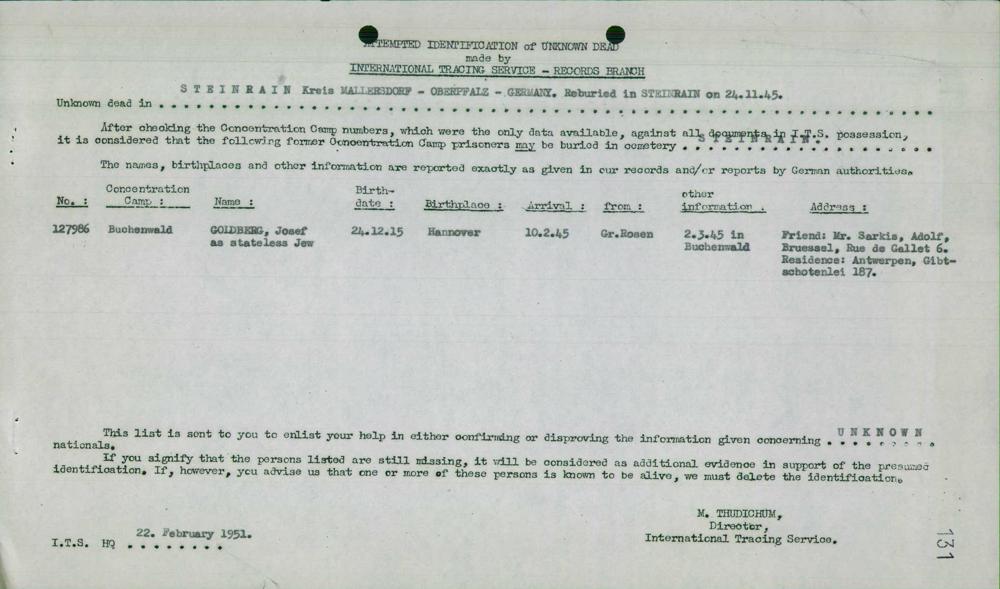 ATTEMPTED IDENTIFICATION of UNKNOWN DEAD
made by
INTERNATIONAL TRACING SERVICE - RECORDS BRANCH
STEINRAIN Kreis MALLERSDORF - OBERPFALZ - GERMANY. Reburied in STEINRAIN on 24.11.45.
Unknown dead in
After checking the Concentration Camp numbers, which were the only data available, against all documents in I.T.S. possession,
it is considered that the following former Concentration Camp prisoners may be buried in cemetery STEINRAIN.
The names, birthplaces and other information are reported exactly as given in our records and/or reports by German authorities.
No. : Concentration Camp : Name : Birth-date : Birthplace : Arrival : from : other information . Address :
127986 Buchenwald GOLDBERG, Josef 24.12.15 Hannover 10.2.45 Gr.Rosen 2.3.45 in Friend: Mr. Sarkis, Adolf,
as stateless Jew Buchenwald Bruessel, Rue de Gallet 6.
Residence: Antwerpen, Gibt-
schotenlei 187.
This list is sent to you to enlist your help in either confirming or disproving the information given concerning UNKNOWN
nationals.
If you signify that the persons listed are still missing, it will be considered as additional evidence in support of the presumed
identification. If, however, you advise us that one or more of these persons is known to be alive, we must delete the identification.
M. THUDICHUM,
Director,
International Tracing Service.
I.T.S. HQ 22. February 1951.
131